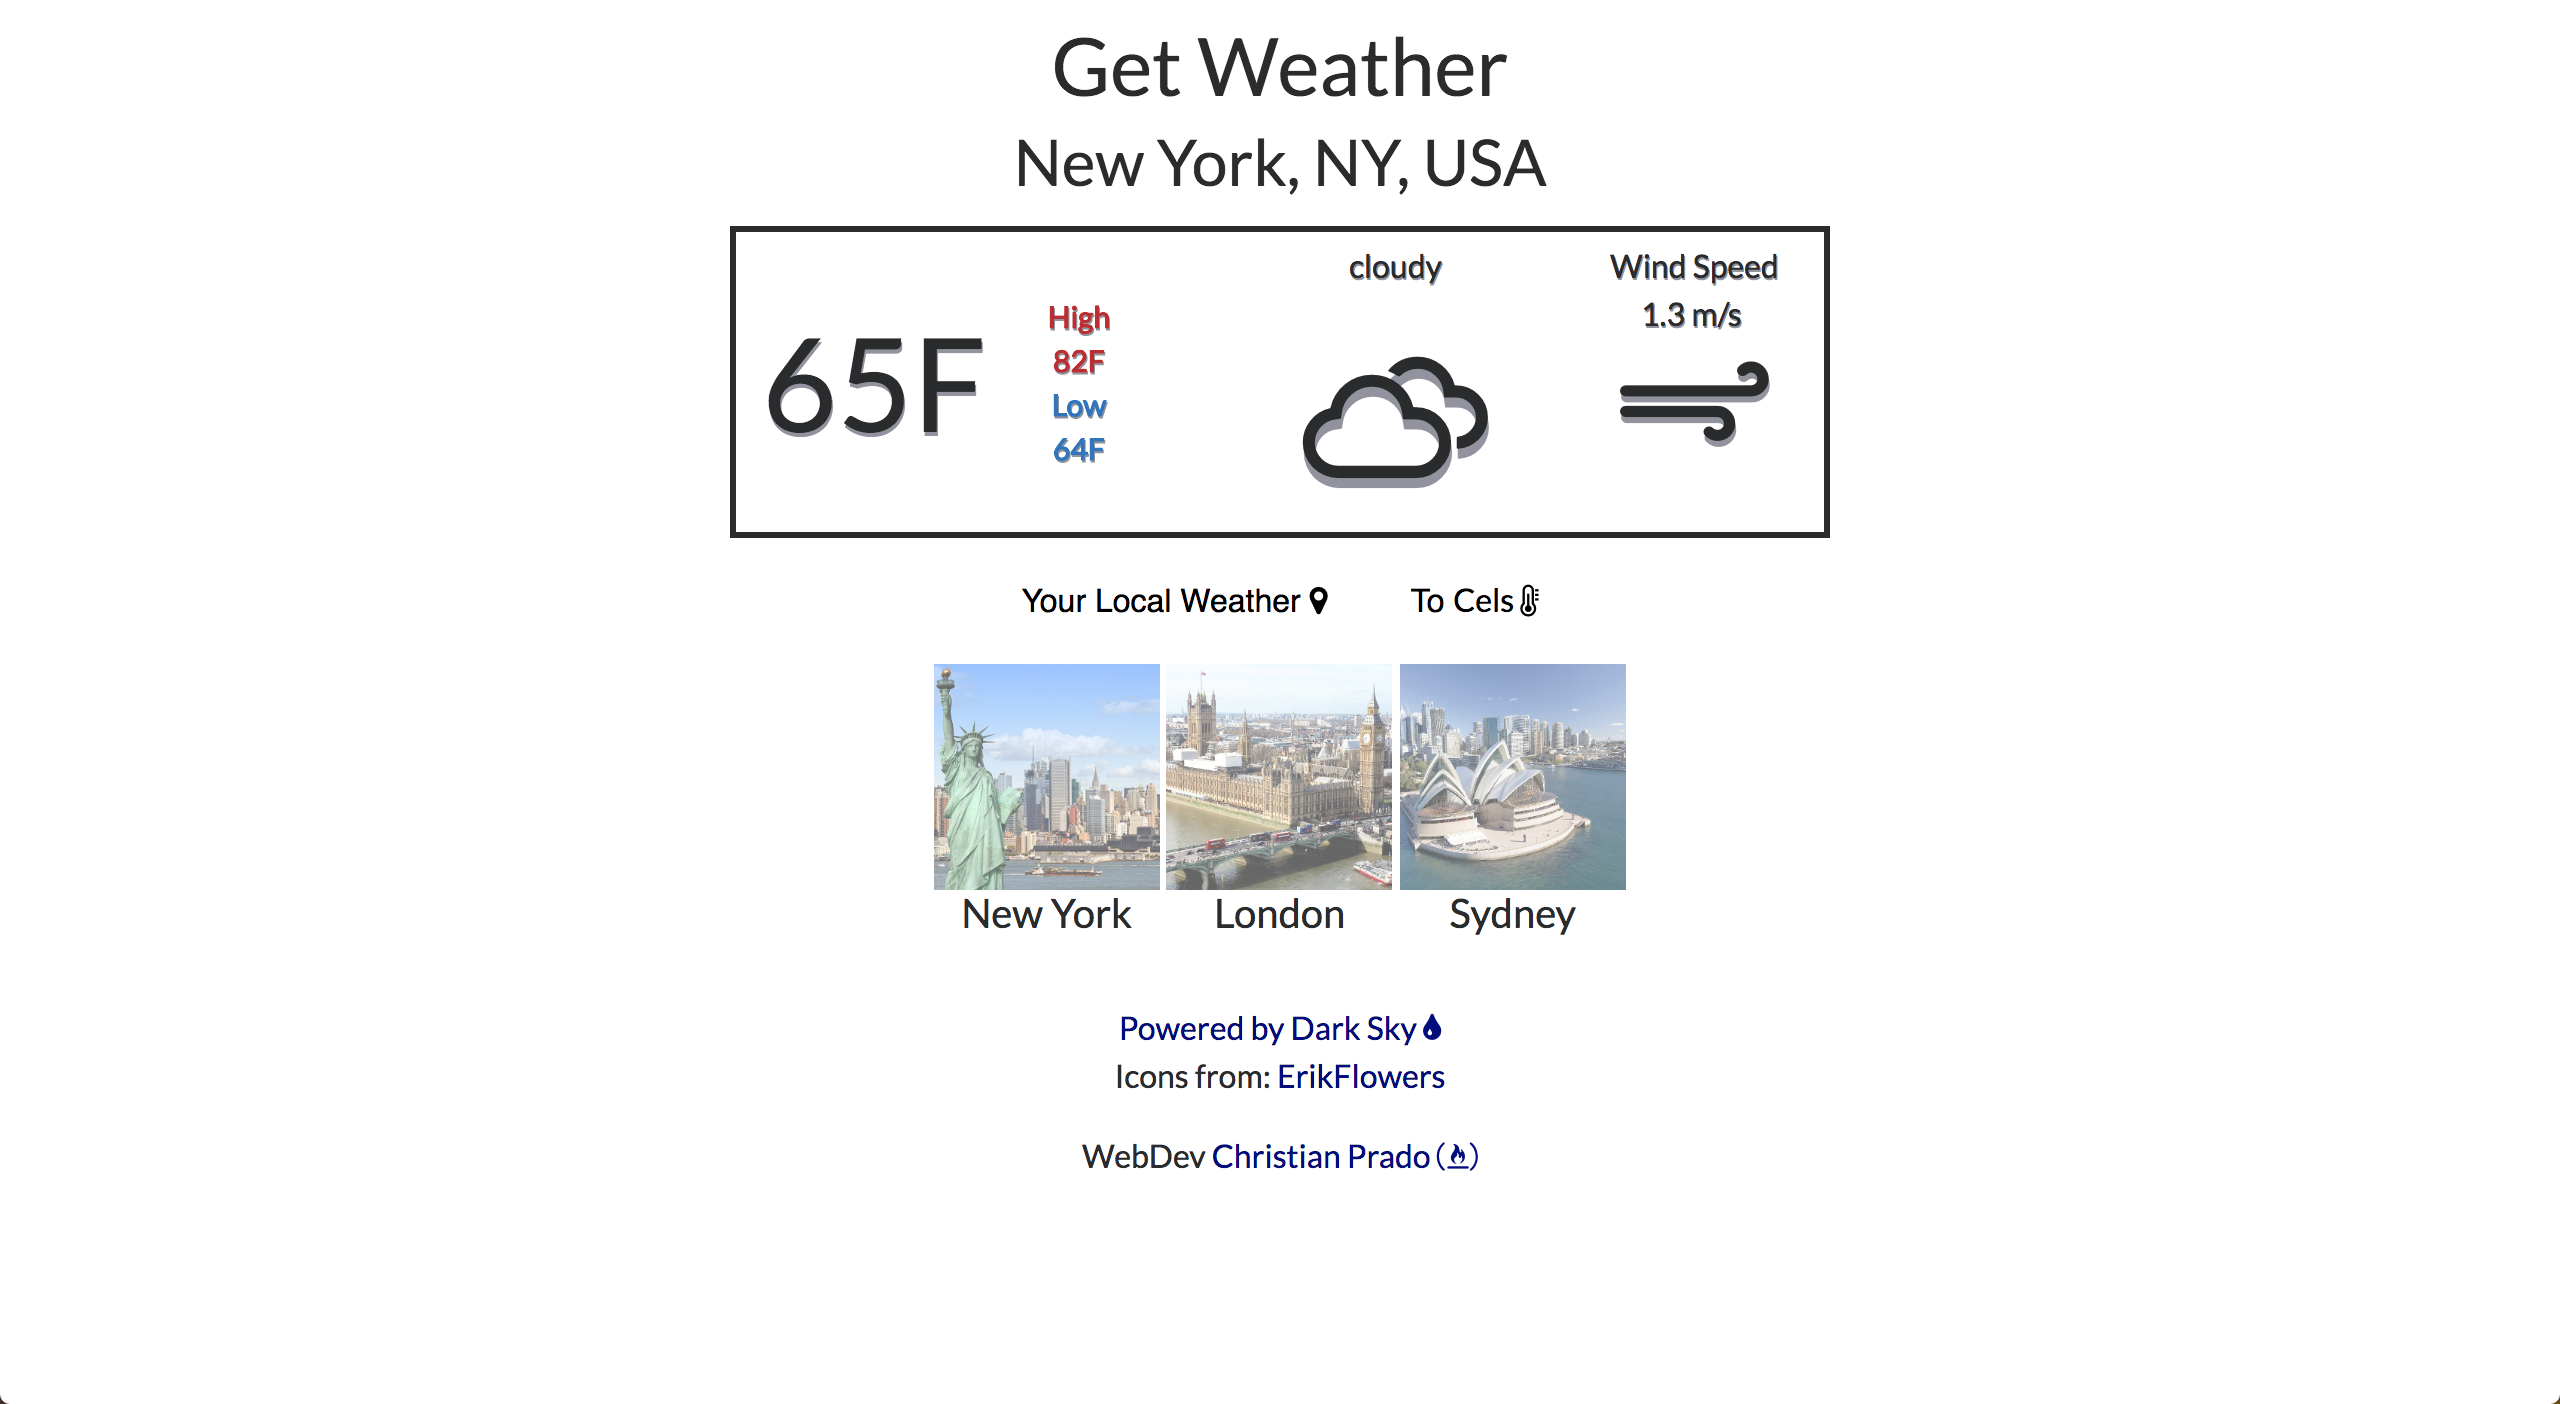 Get Weather
New York, NY, USA
65F
High
82F
Low
64F
cloudy
Wind Speed
1.3 m/s
Your Local Weather
To Cels
New York
London
Sydney
Powered by Dark Sky
Icons from: ErikFlowers
WebDev Christian Prado